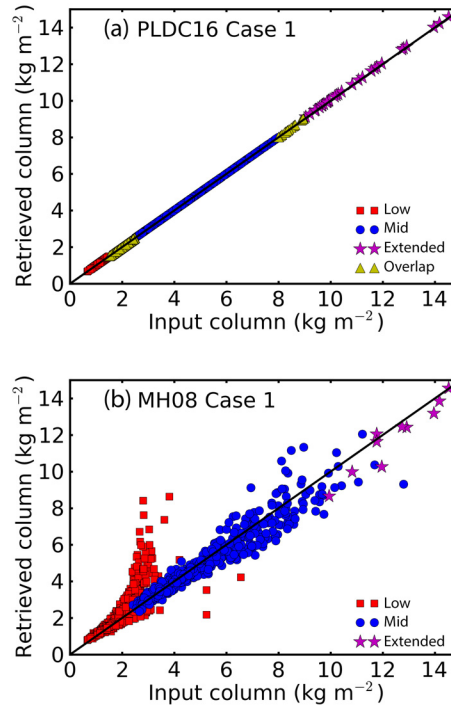 (a) PLDC16 Case 1
Retrieved column (kg m⁻²)
14
12
10
8
6
4
2
0
Low
Mid
Extended
Overlap
0 2 4 6 8 10 12 14
Input column (kg m⁻²)
(b) MH08 Case 1
Retrieved column (kg m⁻²)
14
12
10
8
6
4
2
0
Low
Mid
Extended
0 2 4 6 8 10 12 14
Input column (kg m⁻²)